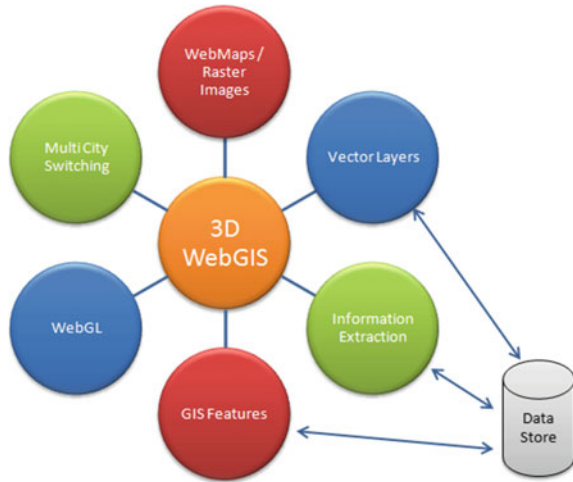 WebMaps /
Raster
Images
Multi City
Switching
Vector Layers
3D
WebGIS
WebGL
Information
Extraction
GIS Features
Data
Store